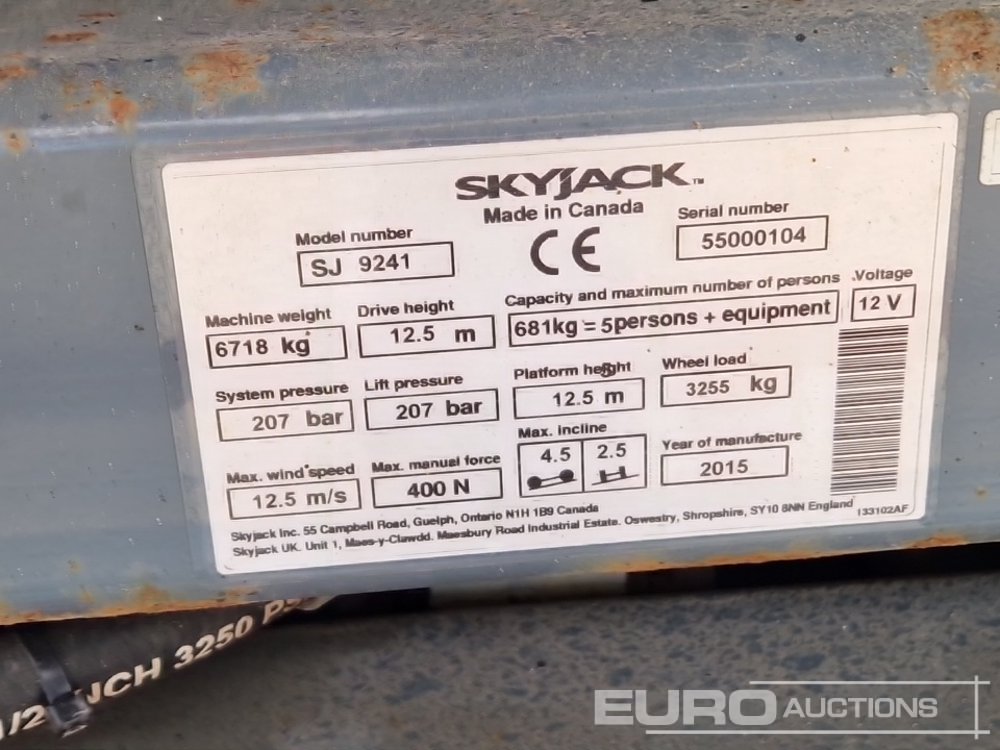 SKYJACK™
Made in Canada
CE
Model number
SJ 9241
Serial number
55000104
Machine weight
6718 kg
Drive height
12.5 m
Capacity and maximum number of persons
681kg = 5persons + equipment
Voltage
12 V
System pressure
207 bar
Lift pressure
207 bar
Platform height
12.5 m
Wheel load
3255 kg
Max. wind speed
12.5 m/s
Max. manual force
400 N
Max. incline
4.5 2.5
Year of manufacture
2015
Skyjack Inc. 55 Campbell Road, Guelph, Ontario N1H 1B9 Canada
Skyjack UK. Unit 1, Maes-y-Clawdd. Maesbury Road Industrial Estate. Oswestry, Shropshire, SY10 8NN England
133102AF
3250
EURO AUCTIONS